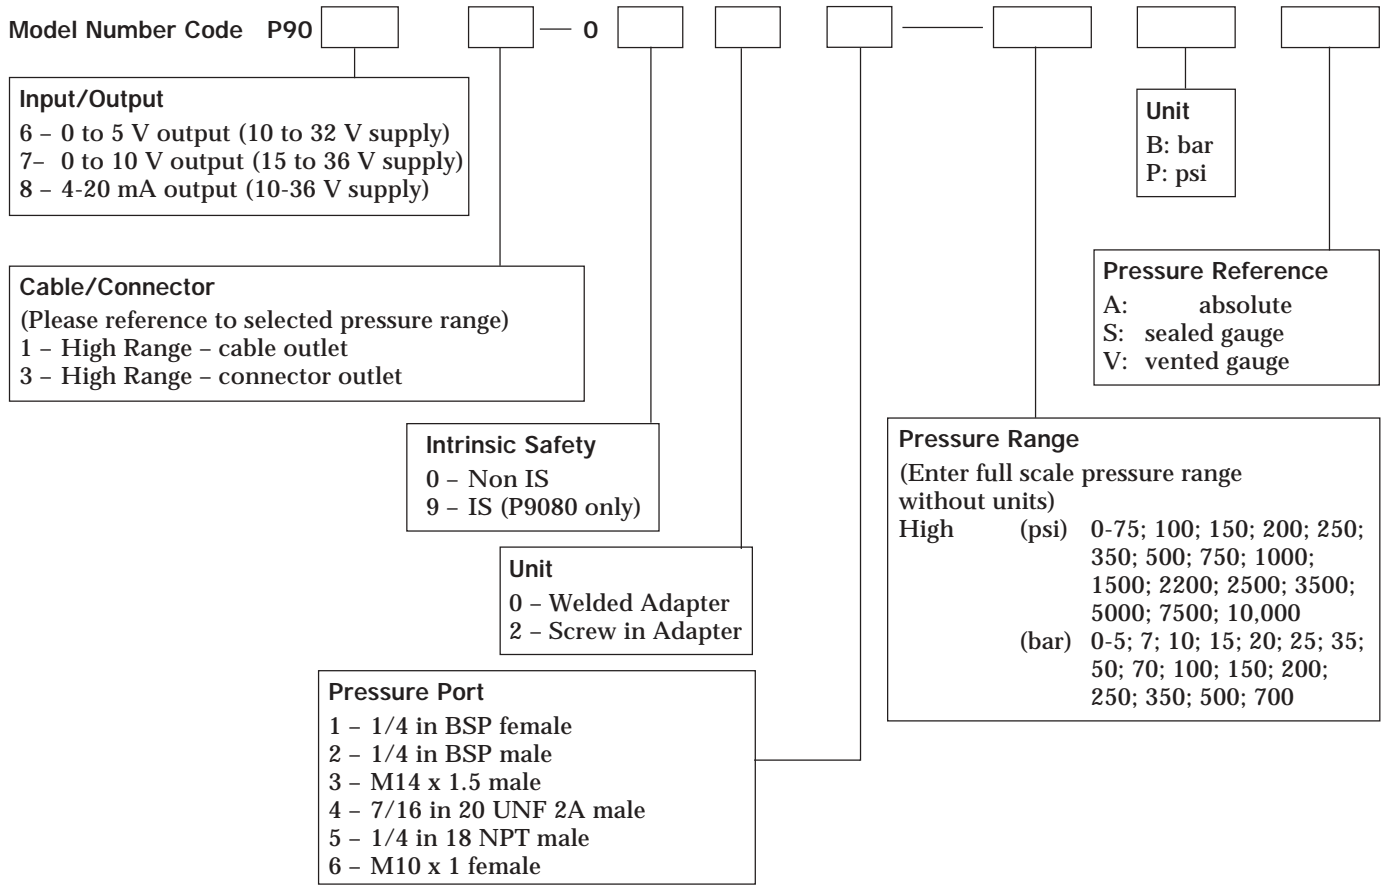 Model Number Code P90 — 0 —
Input/Output
6 – 0 to 5 V output (10 to 32 V supply)
7– 0 to 10 V output (15 to 36 V supply)
8 – 4-20 mA output (10-36 V supply)
Unit
B: bar
P: psi
Cable/Connector
(Please reference to selected pressure range)
1 – High Range – cable outlet
3 – High Range – connector outlet
Pressure Reference
A: absolute
S: sealed gauge
V: vented gauge
Intrinsic Safety
0 – Non IS
9 – IS (P9080 only)
Pressure Range
(Enter full scale pressure range
without units)
High (psi) 0-75; 100; 150; 200; 250;
350; 500; 750; 1000;
1500; 2200; 2500; 3500;
5000; 7500; 10,000
(bar) 0-5; 7; 10; 15; 20; 25; 35;
50; 70; 100; 150; 200;
250; 350; 500; 700
Unit
0 – Welded Adapter
2 – Screw in Adapter
Pressure Port
1 – 1/4 in BSP female
2 – 1/4 in BSP male
3 – M14 x 1.5 male
4 – 7/16 in 20 UNF 2A male
5 – 1/4 in 18 NPT male
6 – M10 x 1 female